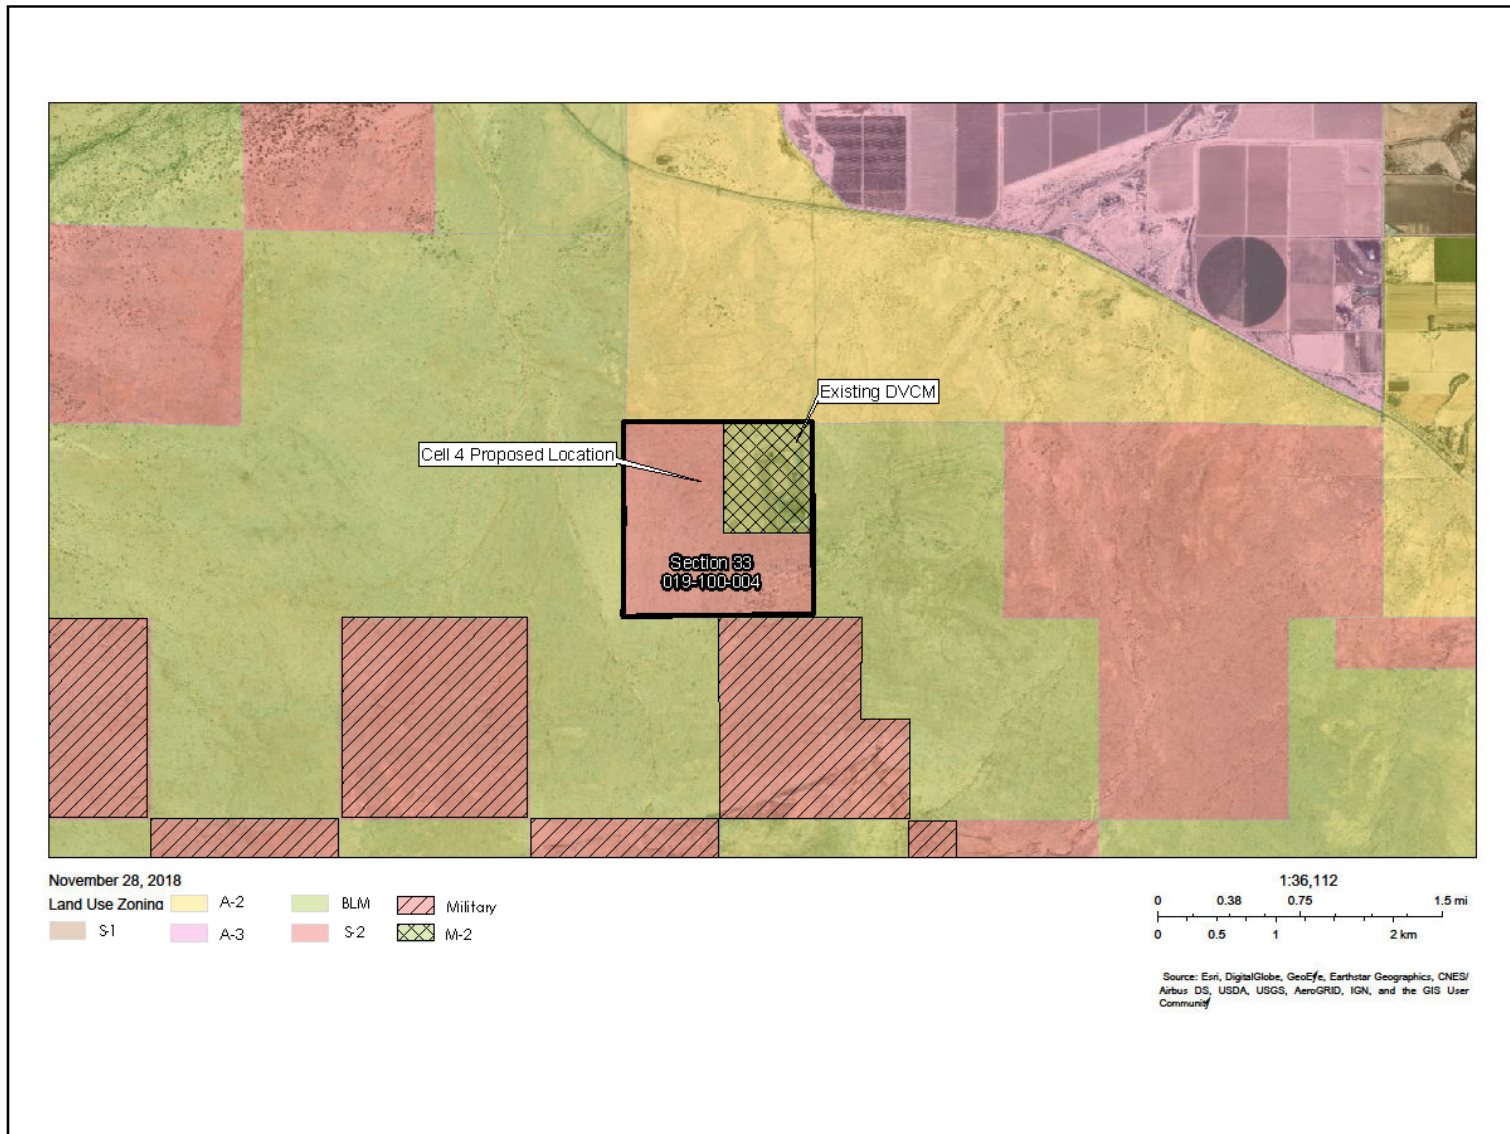 Existing DVCM
Cell 4 Proposed Location
Section 33
019-100-004
November 28, 2018
Land Use Zoning
S-1
A-2
A-3
BLM
S-2
Military
M-2
1:36,112
0 0.38 0.75 1.5 mi
0 0.5 1 2 km
Source: Esri, DigitalGlobe, GeoEye, Earthstar Geographics, CNES/
Airbus DS, USDA, USGS, AeroGRID, IGN, and the GIS User
Community